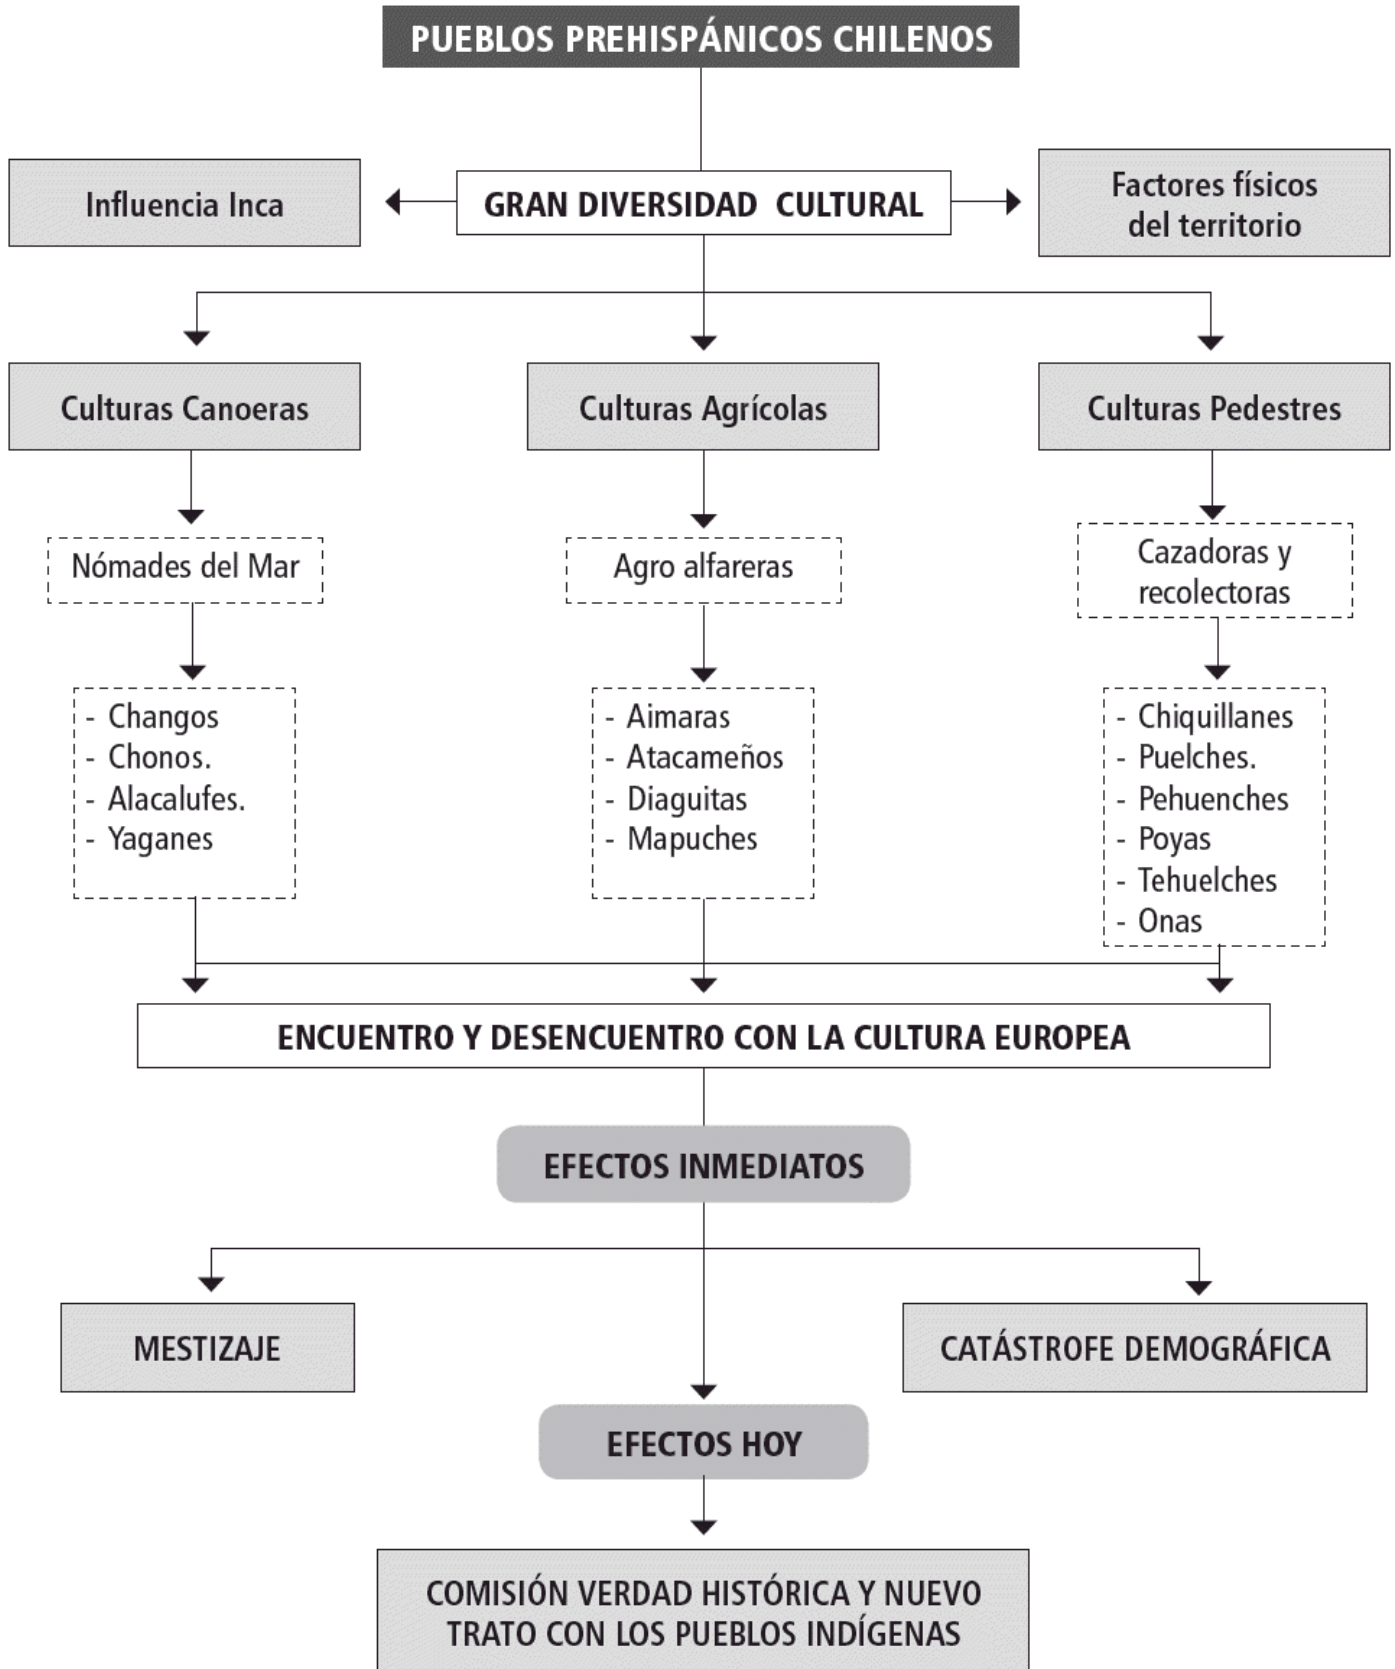 PUEBLOS PREHISPÁNICOS CHILENOS
Influencia Inca
GRAN DIVERSIDAD CULTURAL
Factores físicos
del territorio
Culturas Canoeras
Culturas Agrícolas
Culturas Pedestres
Nómades del Mar
Agro alfareras
Cazadoras y
recolectoras
- Changos
- Chonos.
- Alacalufes.
- Yaganes
- Aimaras
- Atacameños
- Diaguitas
- Mapuches
- Chiquillanes
- Puelches.
- Pehuenches
- Poyas
- Tehuelches
- Onas
ENCUENTRO Y DESENCUENTRO CON LA CULTURA EUROPEA
EFECTOS INMEDIATOS
MESTIZAJE
CATÁSTROFE DEMOGRÁFICA
EFECTOS HOY
COMISIÓN VERDAD HISTÓRICA Y NUEVO
TRATO CON LOS PUEBLOS INDÍGENAS